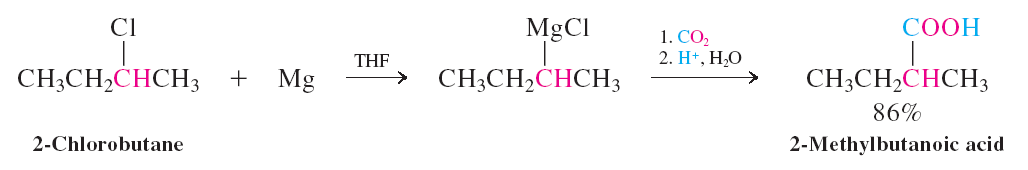 Cl MgCl 1. CO₂ COOH
THF 2. H⁺, H₂O
CH₃CH₂CHCH₃ + Mg CH₃CH₂CHCH₃ CH₃CH₂CHCH₃
86%
2-Chlorobutane 2-Methylbutanoic acid